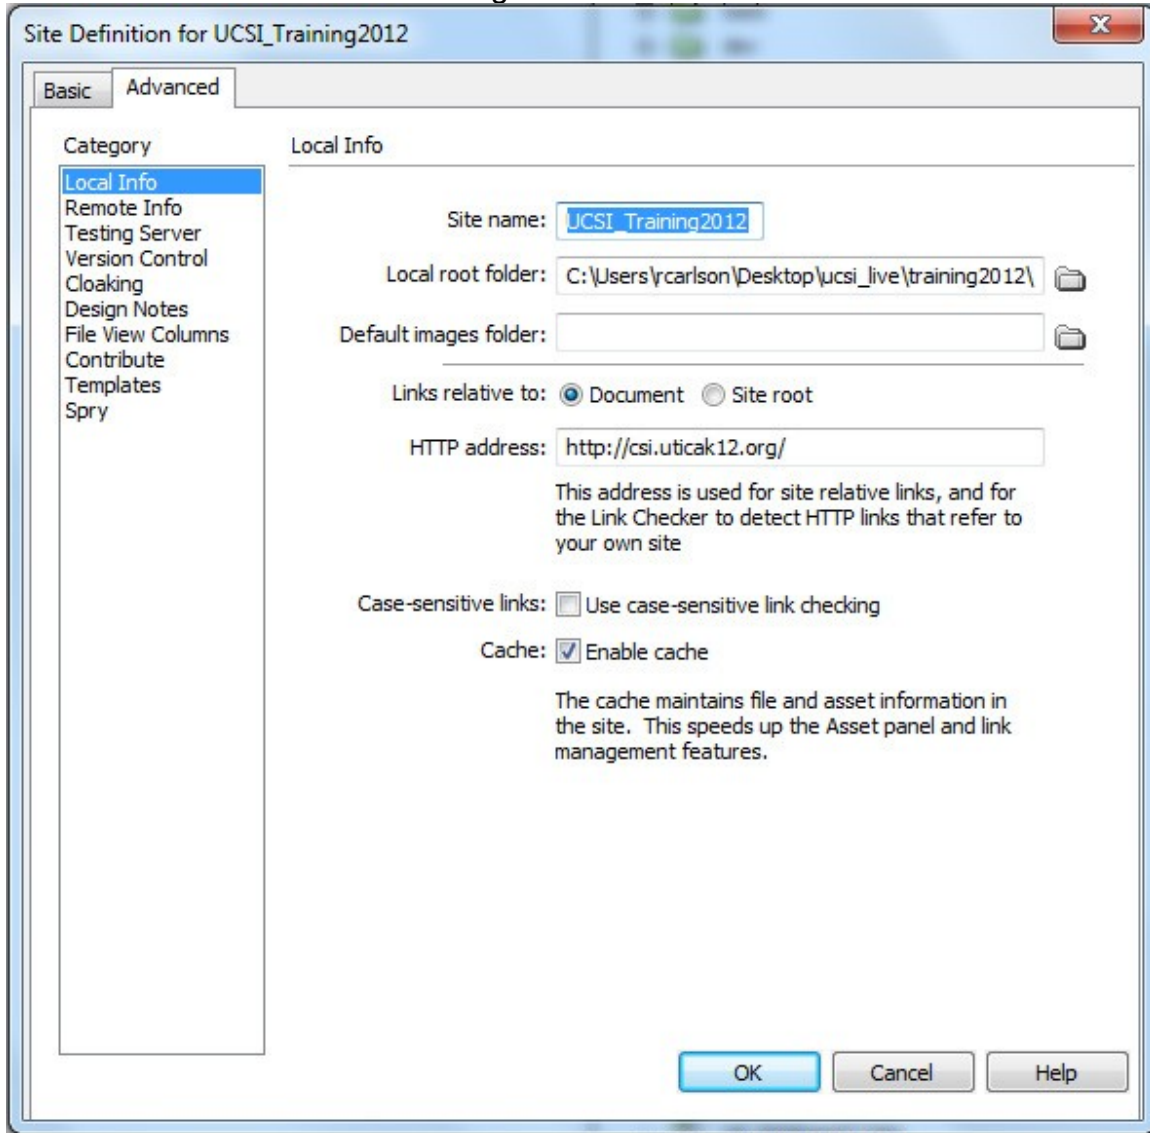 Site Definition for UCSI_Training2012
X
Basic
Advanced
Category
Local Info
Remote Info
Testing Server
Version Control
Cloaking
Design Notes
File View Columns
Contribute
Templates
Spry
Local Info
Site name: UCSI_Training2012
Local root folder: C:\Users\rcarlson\Desktop\ucsi_live\training2012\
Default images folder:
Links relative to: Document Site root
HTTP address: http://csi.uticak12.org/
This address is used for site relative links, and for
the Link Checker to detect HTTP links that refer to
your own site
Case-sensitive links: Use case-sensitive link checking
Cache: Enable cache
The cache maintains file and asset information in
the site. This speeds up the Asset panel and link
management features.
OK
Cancel
Help